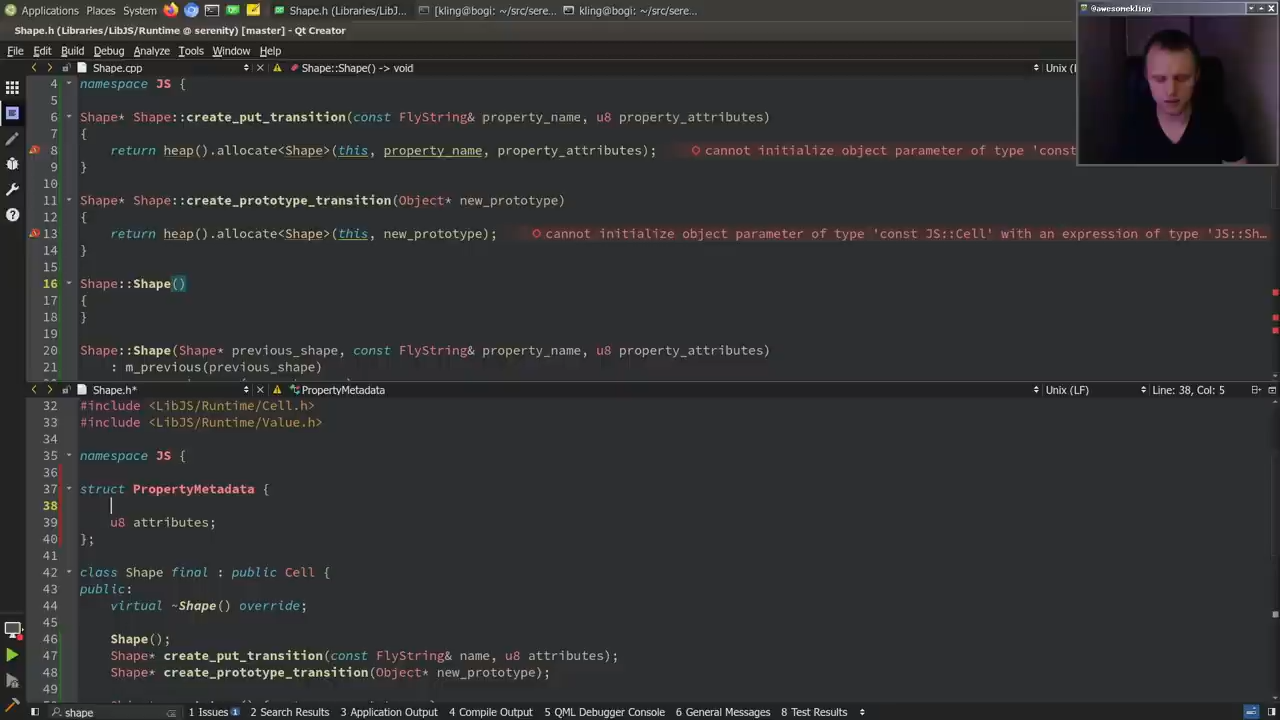 Applications Places System Shape.h (Libraries/LibJ... [kling@bogi: ~/src/sere... kling@bogi: ~/src/sere...
@awesomekling
Shape.h (Libraries/LibJS/Runtime @ serenity) [master] - Qt Creator
File Edit Build Debug Analyze Tools Window Help
Shape.cpp Shape::Shape() -> void Unix (
4 namespace JS {
5
6 Shape* Shape::create_put_transition(const FlyString& property_name, u8 property_attributes)
7 {
8 return heap().allocate<Shape>(this, property_name, property_attributes); cannot initialize object parameter of type 'const
9 }
10
11 Shape* Shape::create_prototype_transition(Object* new_prototype)
12 {
13 return heap().allocate<Shape>(this, new_prototype); cannot initialize object parameter of type 'const JS::Cell' with an expression of type 'JS::Sh…
14 }
15
16 Shape::Shape()
17 {
18 }
19
20 Shape::Shape(Shape* previous_shape, const FlyString& property_name, u8 property_attributes)
21 : m_previous(previous_shape)
Shape.h* PropertyMetadata Unix (LF) Line: 38, Col: 5
32 #include <LibJS/Runtime/Cell.h>
33 #include <LibJS/Runtime/Value.h>
34
35 namespace JS {
36
37 struct PropertyMetadata {
38
39 u8 attributes;
40 };
41
42 class Shape final : public Cell {
43 public:
44 virtual ~Shape() override;
45
46 Shape();
47 Shape* create_put_transition(const FlyString& name, u8 attributes);
48 Shape* create_prototype_transition(Object* new_prototype);
49
shape 1 Issues 1 2 Search Results 3 Application Output 4 Compile Output 5 QML Debugger Console 6 General Messages 8 Test Results